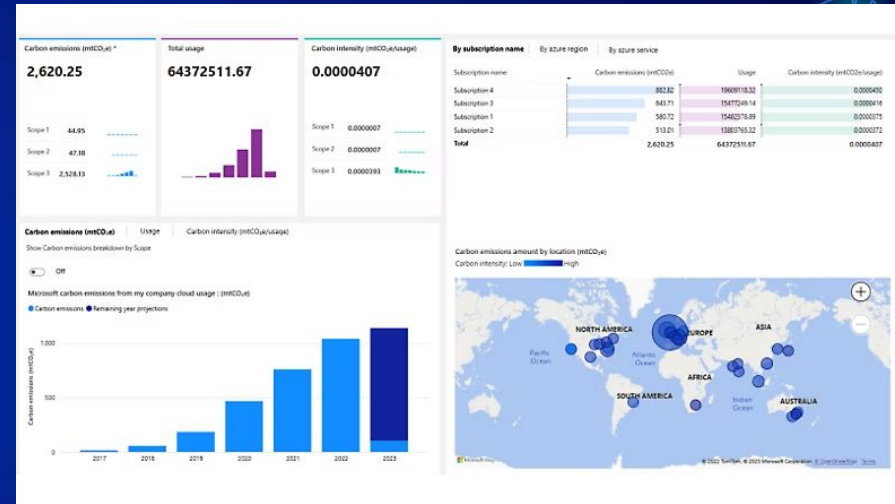 Carbon emissions (mtCO₂e) *
2,620.25
Scope 1 44.95
Scope 2 47.18
Scope 3 2,528.13
Total usage
64372511.67
Carbon intensity (mtCO₂e/usage)
0.0000407
Scope 1 0.0000007
Scope 2 0.0000007
Scope 3 0.0000393
By subscription name By azure region By azure service
Subscription name Carbon emissions (mtCO2e) Usage Carbon intensity (mtCO2e/usage)
Subscription 4 882.82 19609118.32 0.0000450
Subscription 3 643.71 15477249.14 0.0000416
Subscription 1 580.72 15482378.89 0.0000375
Subscription 2 513.01 13803765.32 0.0000372
Total 2,620.25 64372511.67 0.0000407
Carbon emissions (mtCO₂e) Usage Carbon intensity (mtCO₂e/usage)
Show Carbon emissions breakdown by Scope
Off
Microsoft carbon emissions from my company cloud usage : (mtCO₂e)
Carbon emissions Remaining year projections
Carbon emissions (mtCO₂e)
1,000
500
0
2017 2018 2019 2020 2021 2022 2023
Carbon emissions amount by location (mtCO₂e)
Carbon intensity: Low High
NORTH AMERICA
EUROPE
ASIA
Pacific
Ocean
Atlantic
Ocean
AFRICA
SOUTH AMERICA
Indian
Ocean
AUSTRALIA
© 2022 TomTom, © 2023 Microsoft Corporation, © OpenStreetMap Terms